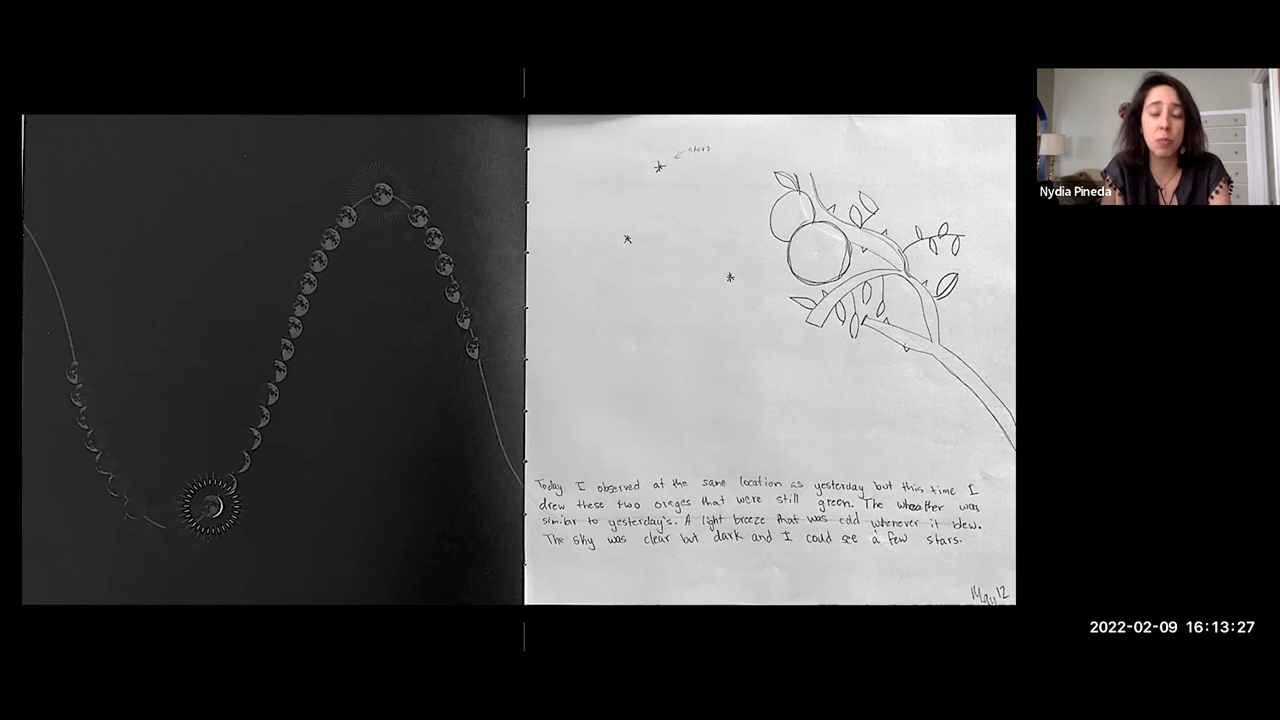 stars
Nydia Pineda
Today I observed at the same location as yesterday but this time I
drew these two orages that were still green. The wheather was
similar to yesterday's. A light breeze that was cold whenever it blew.
The sky was clear but dark and I could see a few stars.
May 12
2022-02-09 16:13:27